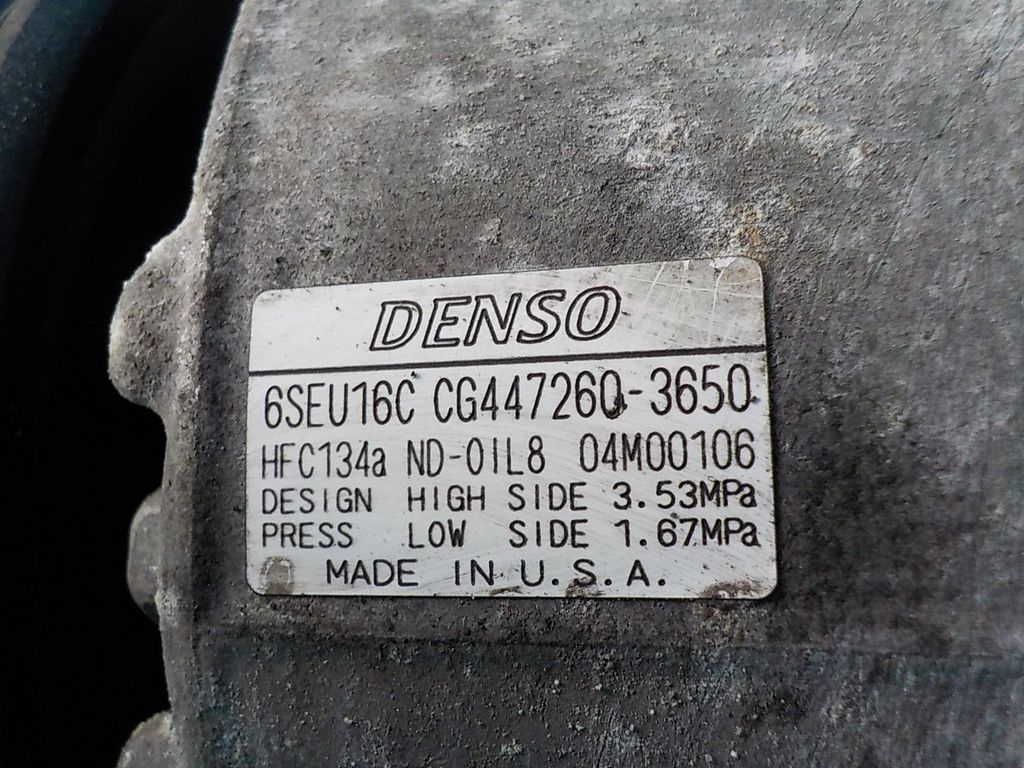 DENSO
6SEU16C CG447260-3650
HFC134a ND-OIL8 04M00106
DESIGN HIGH SIDE 3.53MPa
PRESS LOW SIDE 1.67MPa
MADE IN U.S.A.